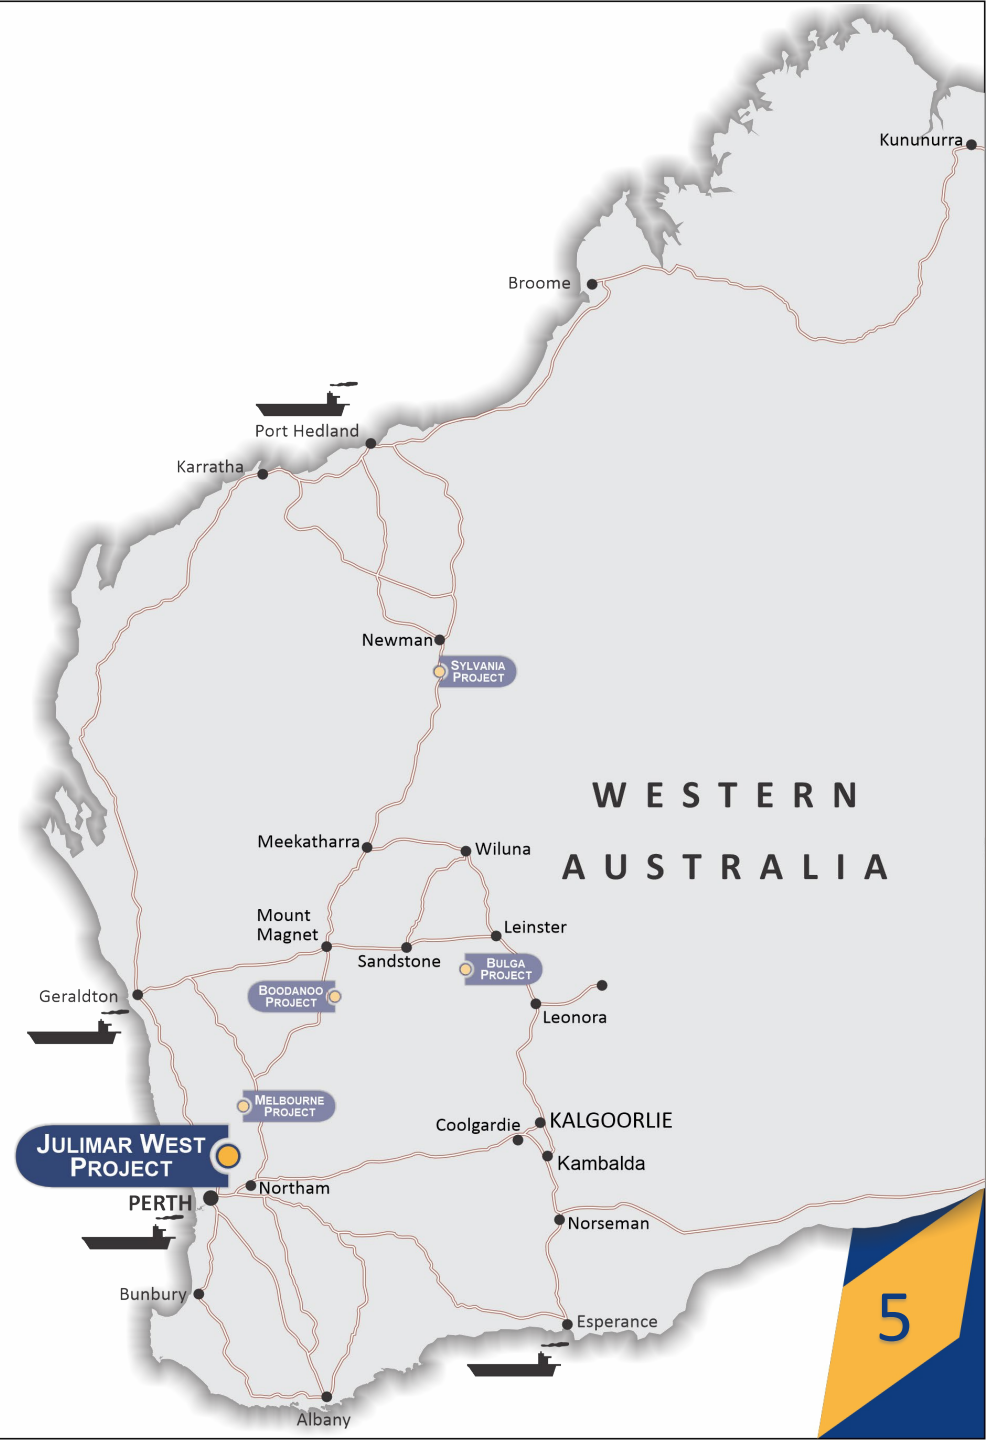 Kununurra
Broome
Port Hedland
Karratha
Newman
SYLVANIA
PROJECT
WESTERN
AUSTRALIA
Meekatharra
Wiluna
Mount
Magnet
Leinster
Sandstone
BULGA
PROJECT
BOODANOO
PROJECT
Geraldton
Leonora
MELBOURNE
PROJECT
Coolgardie
KALGOORLIE
JULIMAR WEST
PROJECT
Kambalda
Northam
PERTH
Norseman
Bunbury
Esperance
5
Albany